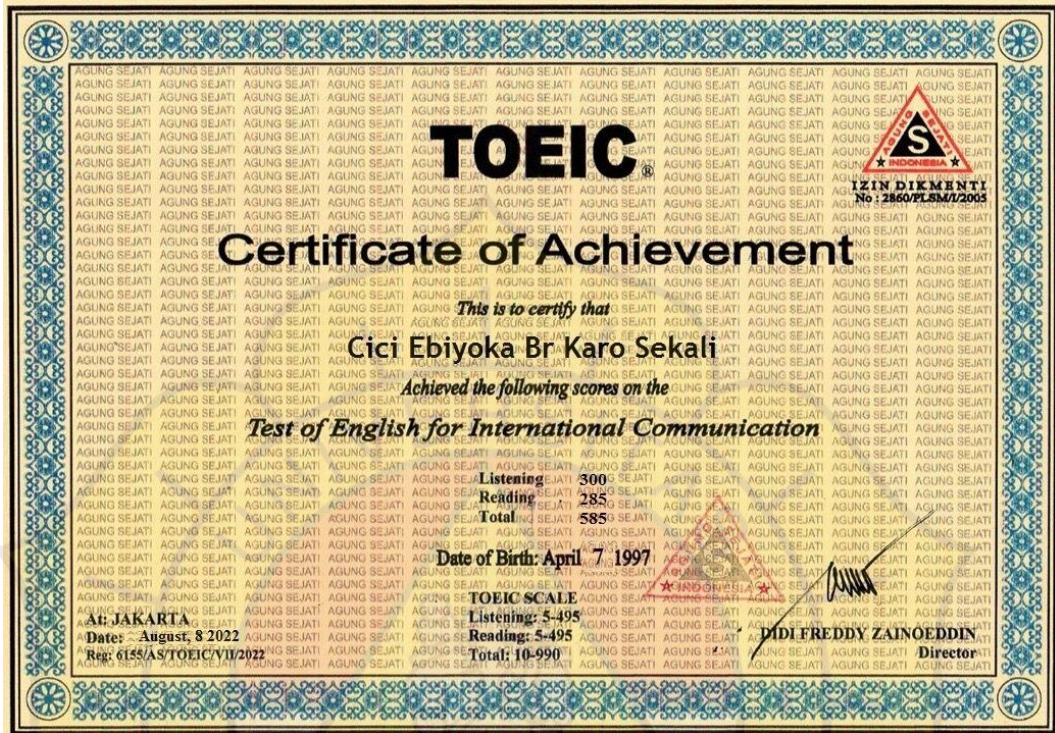 TOEIC®
AGUNG SEJATI
S
INDONESIA
IZIN DIKMENTI
No : 2860/PLSM/I/2005
Certificate of Achievement
This is to certify that
Cici Ebiyoka Br Karo Sekali
Achieved the following scores on the
Test of English for International Communication
Listening 300
Reading 285
Total 585
Date of Birth: April 7 1997
AGUNG SEJATI
S
INDONESIA
TOEIC SCALE
Listening: 5-495
Reading: 5-495
Total: 10-990
At: JAKARTA
Date: August, 8 2022
Reg: 6155/AS/TOEIC/VII/2022
DIDI FREDDY ZAINOEDDIN
Director